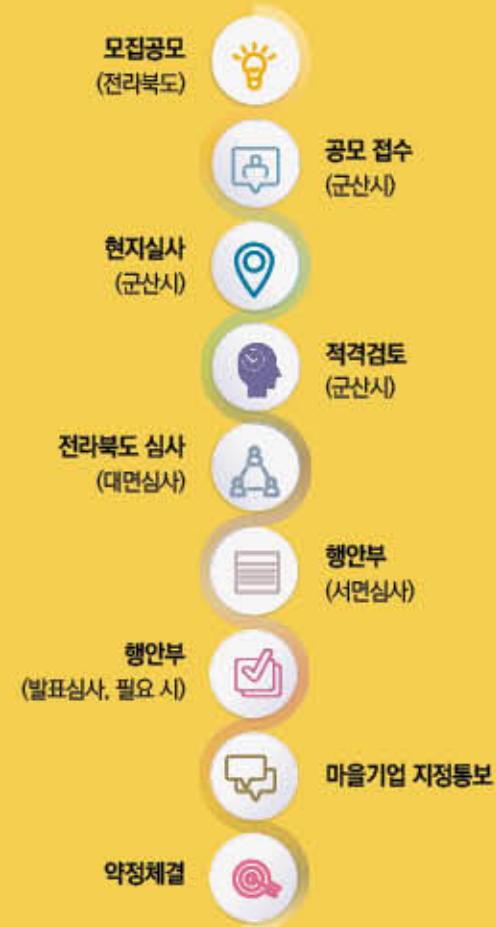 모집공모
(전라북도)
공모 접수
(군산시)
현지실사
(군산시)
적격검토
(군산시)
전라북도 심사
(대면심사)
행안부
(서면심사)
행안부
(발표심사, 필요 시)
마을기업 지정통보
약정체결